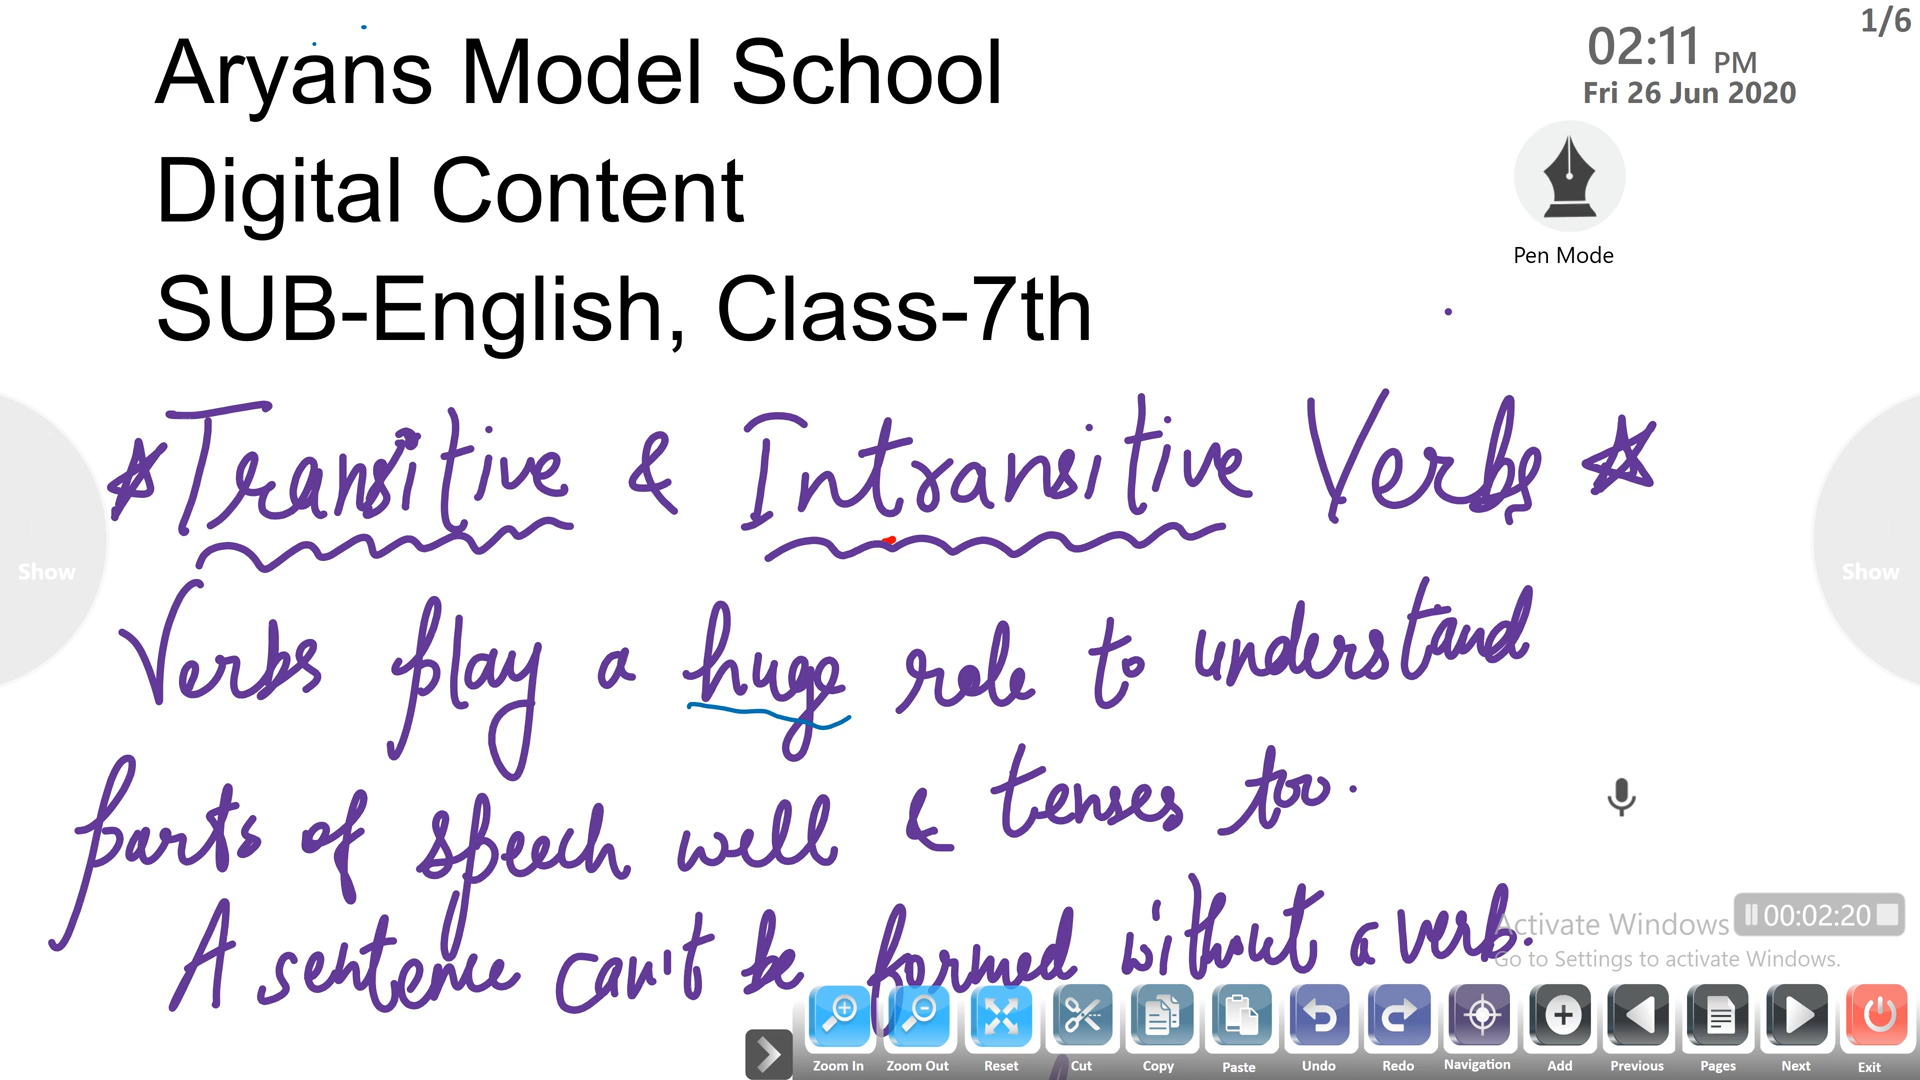 1/6
02:11 PM
Fri 26 Jun 2020
Aryans Model School
Digital Content
SUB-English, Class-7th
Pen Mode
Transitive & Intransitive Verbs
Show
Show
Verbs play a huge role to understand
parts of speech well & tenses too.
A sentence can't be formed without a verb.
Activate Windows
Go to Settings to activate Windows.
00:02:20
Zoom In Zoom Out Reset Cut Copy Paste Undo Redo Navigation Add Previous Pages Next Exit